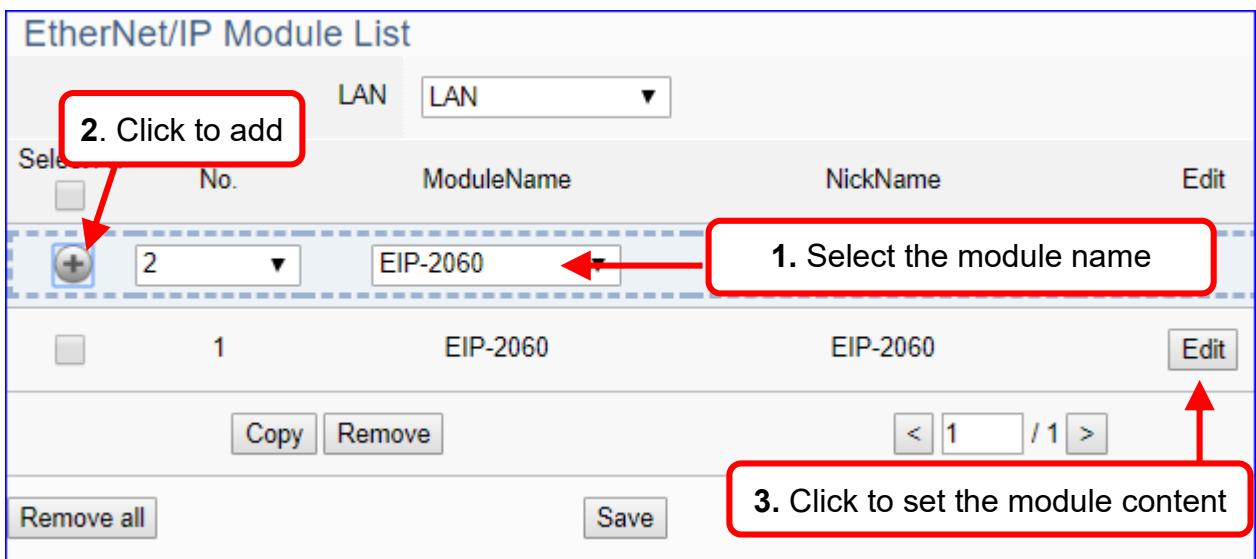 EtherNet/IP Module List
LAN LAN
2. Click to add
No. ModuleName NickName Edit
2 EIP-2060
1. Select the module name
1 EIP-2060 EIP-2060 Edit
Copy Remove < 1 / 1 >
3. Click to set the module content
Remove all Save